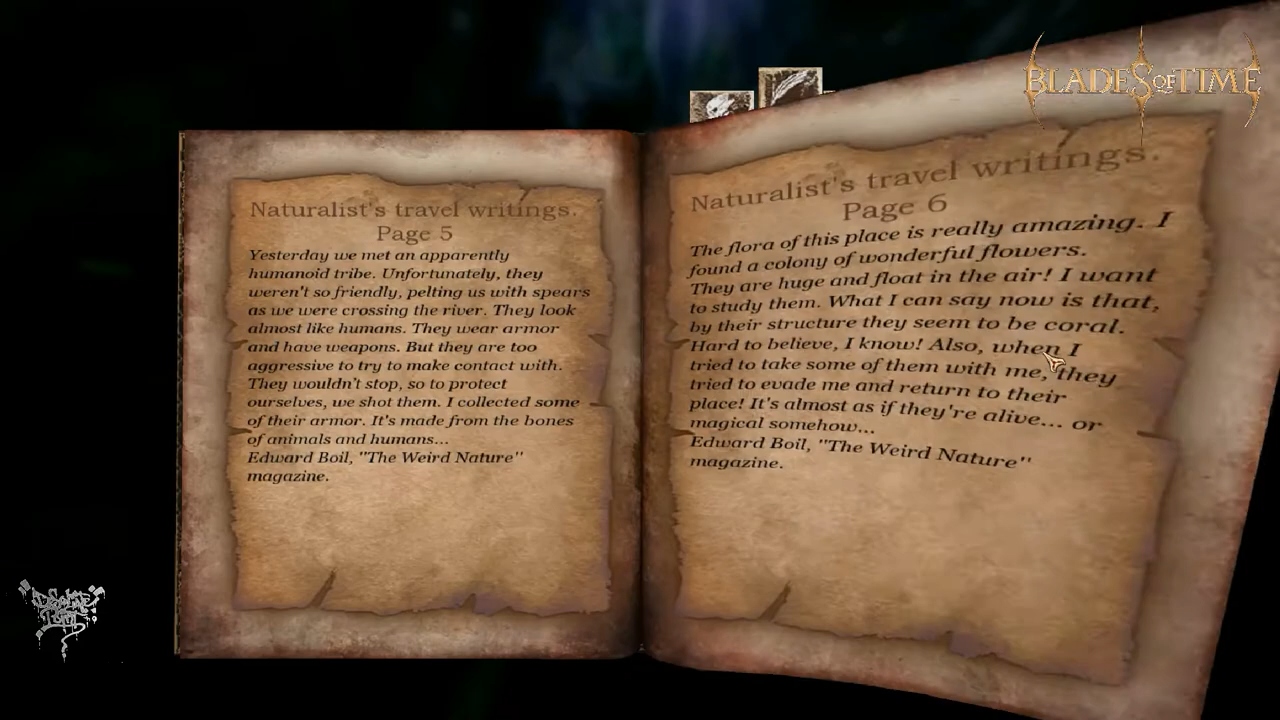 BLADES OF TIME
Naturalist's travel writings.
Page 5
Yesterday we met an apparently
humanoid tribe. Unfortunately, they
weren't so friendly, pelting us with spears
as we were crossing the river. They look
almost like humans. They wear armor
and have weapons. But they are too
aggressive to try to make contact with.
They wouldn't stop, so to protect
ourselves, we shot them. I collected some
of their armor. It's made from the bones
of animals and humans...
Edward Boil, "The Weird Nature"
magazine.
Naturalist's travel writings.
Page 6
The flora of this place is really amazing. I
found a colony of wonderful flowers.
They are huge and float in the air! I want
to study them. What I can say now is that,
by their structure they seem to be coral.
Hard to believe, I know! Also, when I
tried to take some of them with me, they
tried to evade me and return to their
place! It's almost as if they're alive... or
magical somehow...
Edward Boil, "The Weird Nature"
magazine.